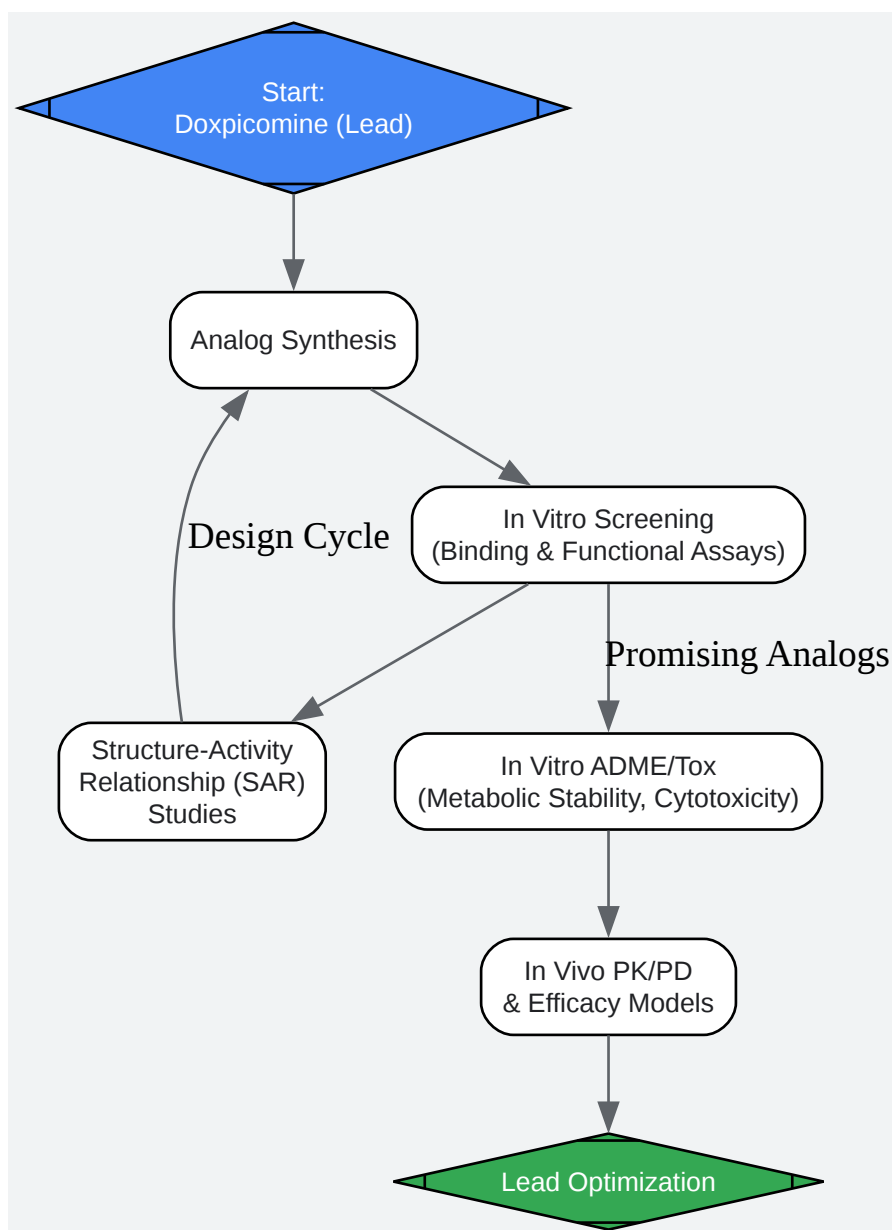 Start:
Doxpicomine (Lead)
Analog Synthesis
Design Cycle
In Vitro Screening
(Binding & Functional Assays)
Promising Analogs
Structure-Activity
Relationship (SAR)
Studies
In Vitro ADME/Tox
(Metabolic Stability, Cytotoxicity)
In Vivo PK/PD
& Efficacy Models
Lead Optimization